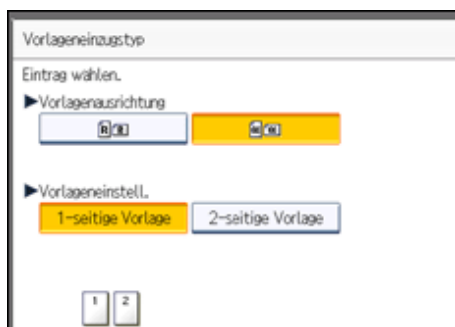 Vorlageneinzugstyp
Eintrag wählen.
►Vorlagenausrichtung
►Vorlageneinstell.
1-seitige Vorlage 2-seitige Vorlage
1 2